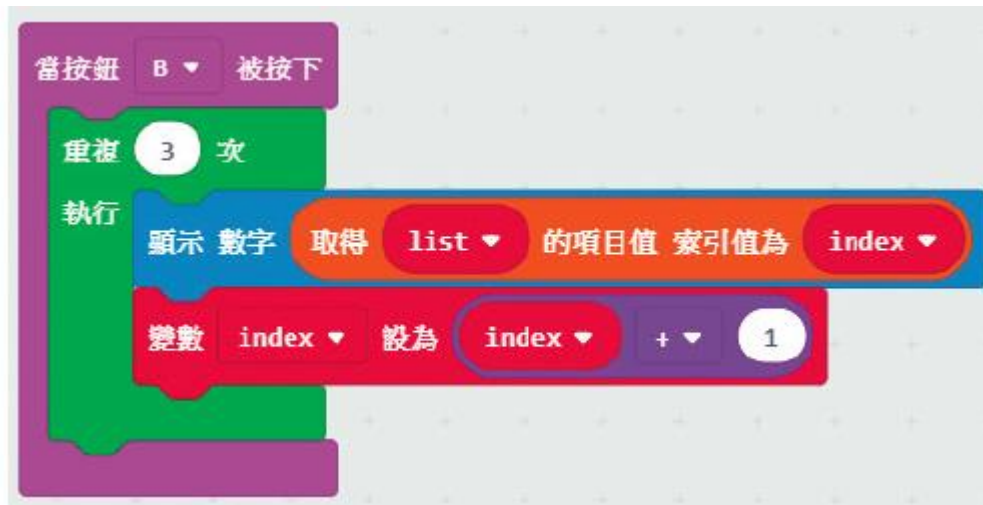 當按鈕 B 被按下
重複 3 次
執行
顯示 數字 取得 list 的項目值 索引值為 index
變數 index 設為 index + 1